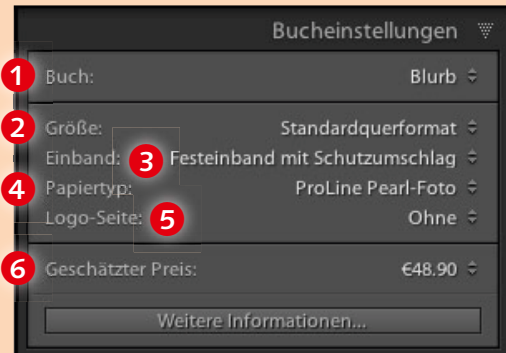 Bucheinstellungen
1 Buch: Blurb
2 Größe: Standardquerformat
Einband: 3 Festeinband mit Schutzumschlag
4 Papiertyp: ProLine Pearl-Foto
Logo-Seite: 5 Ohne
6 Geschätzter Preis: €48.90
Weitere Informationen...